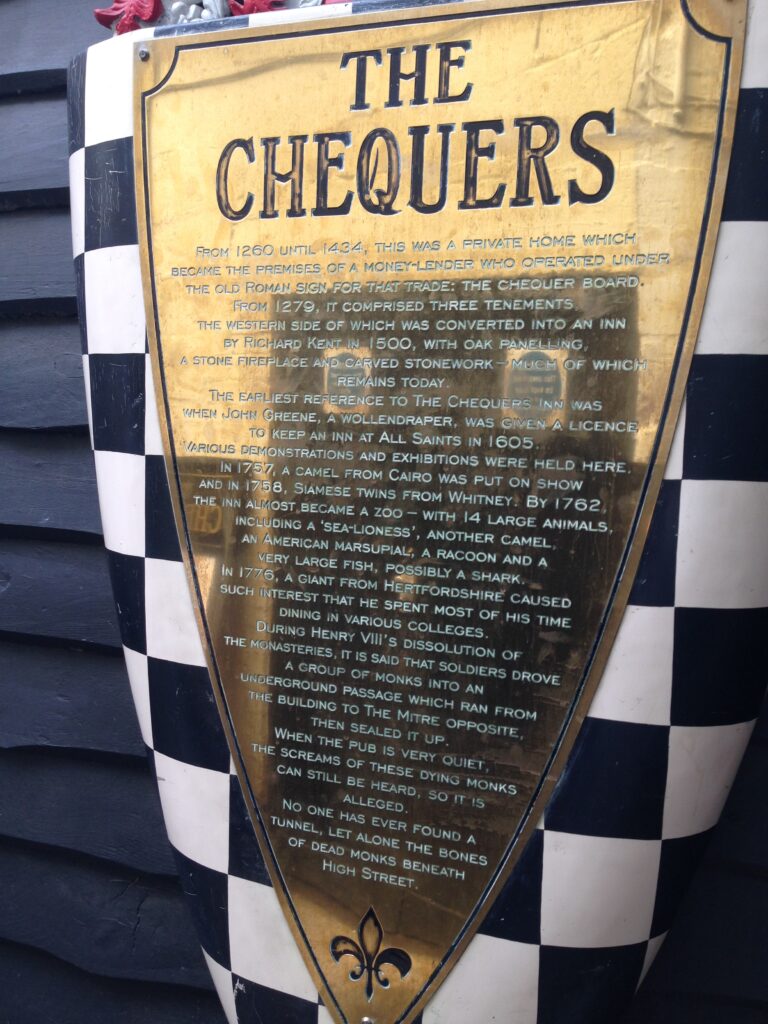 THE
CHEQUERS
FROM 1260 UNTIL 1434, THIS WAS A PRIVATE HOME WHICH
BECAME THE PREMISES OF A MONEY-LENDER WHO OPERATED UNDER
THE OLD ROMAN SIGN FOR THAT TRADE: THE CHEQUER BOARD.
FROM 1279, IT COMPRISED THREE TENEMENTS
THE WESTERN SIDE OF WHICH WAS CONVERTED INTO AN INN
BY RICHARD KENT IN 1500, WITH OAK PANELLING,
A STONE FIREPLACE AND CARVED STONEWORK – MUCH OF WHICH
REMAINS TODAY.
THE EARLIEST REFERENCE TO THE CHEQUERS INN WAS
WHEN JOHN GREENE, A WOLLENDRAPER, WAS GIVEN A LICENCE
TO KEEP AN INN AT ALL SAINTS IN 1605.
VARIOUS DEMONSTRATIONS AND EXHIBITIONS WERE HELD HERE.
IN 1757, A CAMEL FROM CAIRO WAS PUT ON SHOW
AND IN 1758, SIAMESE TWINS FROM WHITNEY. BY 1762,
THE INN ALMOST BECAME A ZOO – WITH 14 LARGE ANIMALS,
INCLUDING A 'SEA-LIONESS', ANOTHER CAMEL,
AN AMERICAN MARSUPIAL, A RACOON AND A
VERY LARGE FISH, POSSIBLY A SHARK.
IN 1776, A GIANT FROM HERTFORDSHIRE CAUSED
SUCH INTEREST THAT HE SPENT MOST OF HIS TIME
DINING IN VARIOUS COLLEGES.
DURING HENRY VIII'S DISSOLUTION OF
THE MONASTERIES, IT IS SAID THAT SOLDIERS DROVE
A GROUP OF MONKS INTO AN
UNDERGROUND PASSAGE WHICH RAN FROM
THE BUILDING TO THE MITRE OPPOSITE,
THEN SEALED IT UP.
WHEN THE PUB IS VERY QUIET,
THE SCREAMS OF THESE DYING MONKS
CAN STILL BE HEARD, SO IT IS
ALLEGED.
NO ONE HAS EVER FOUND A
TUNNEL, LET ALONE THE BONES
OF DEAD MONKS BENEATH
HIGH STREET.